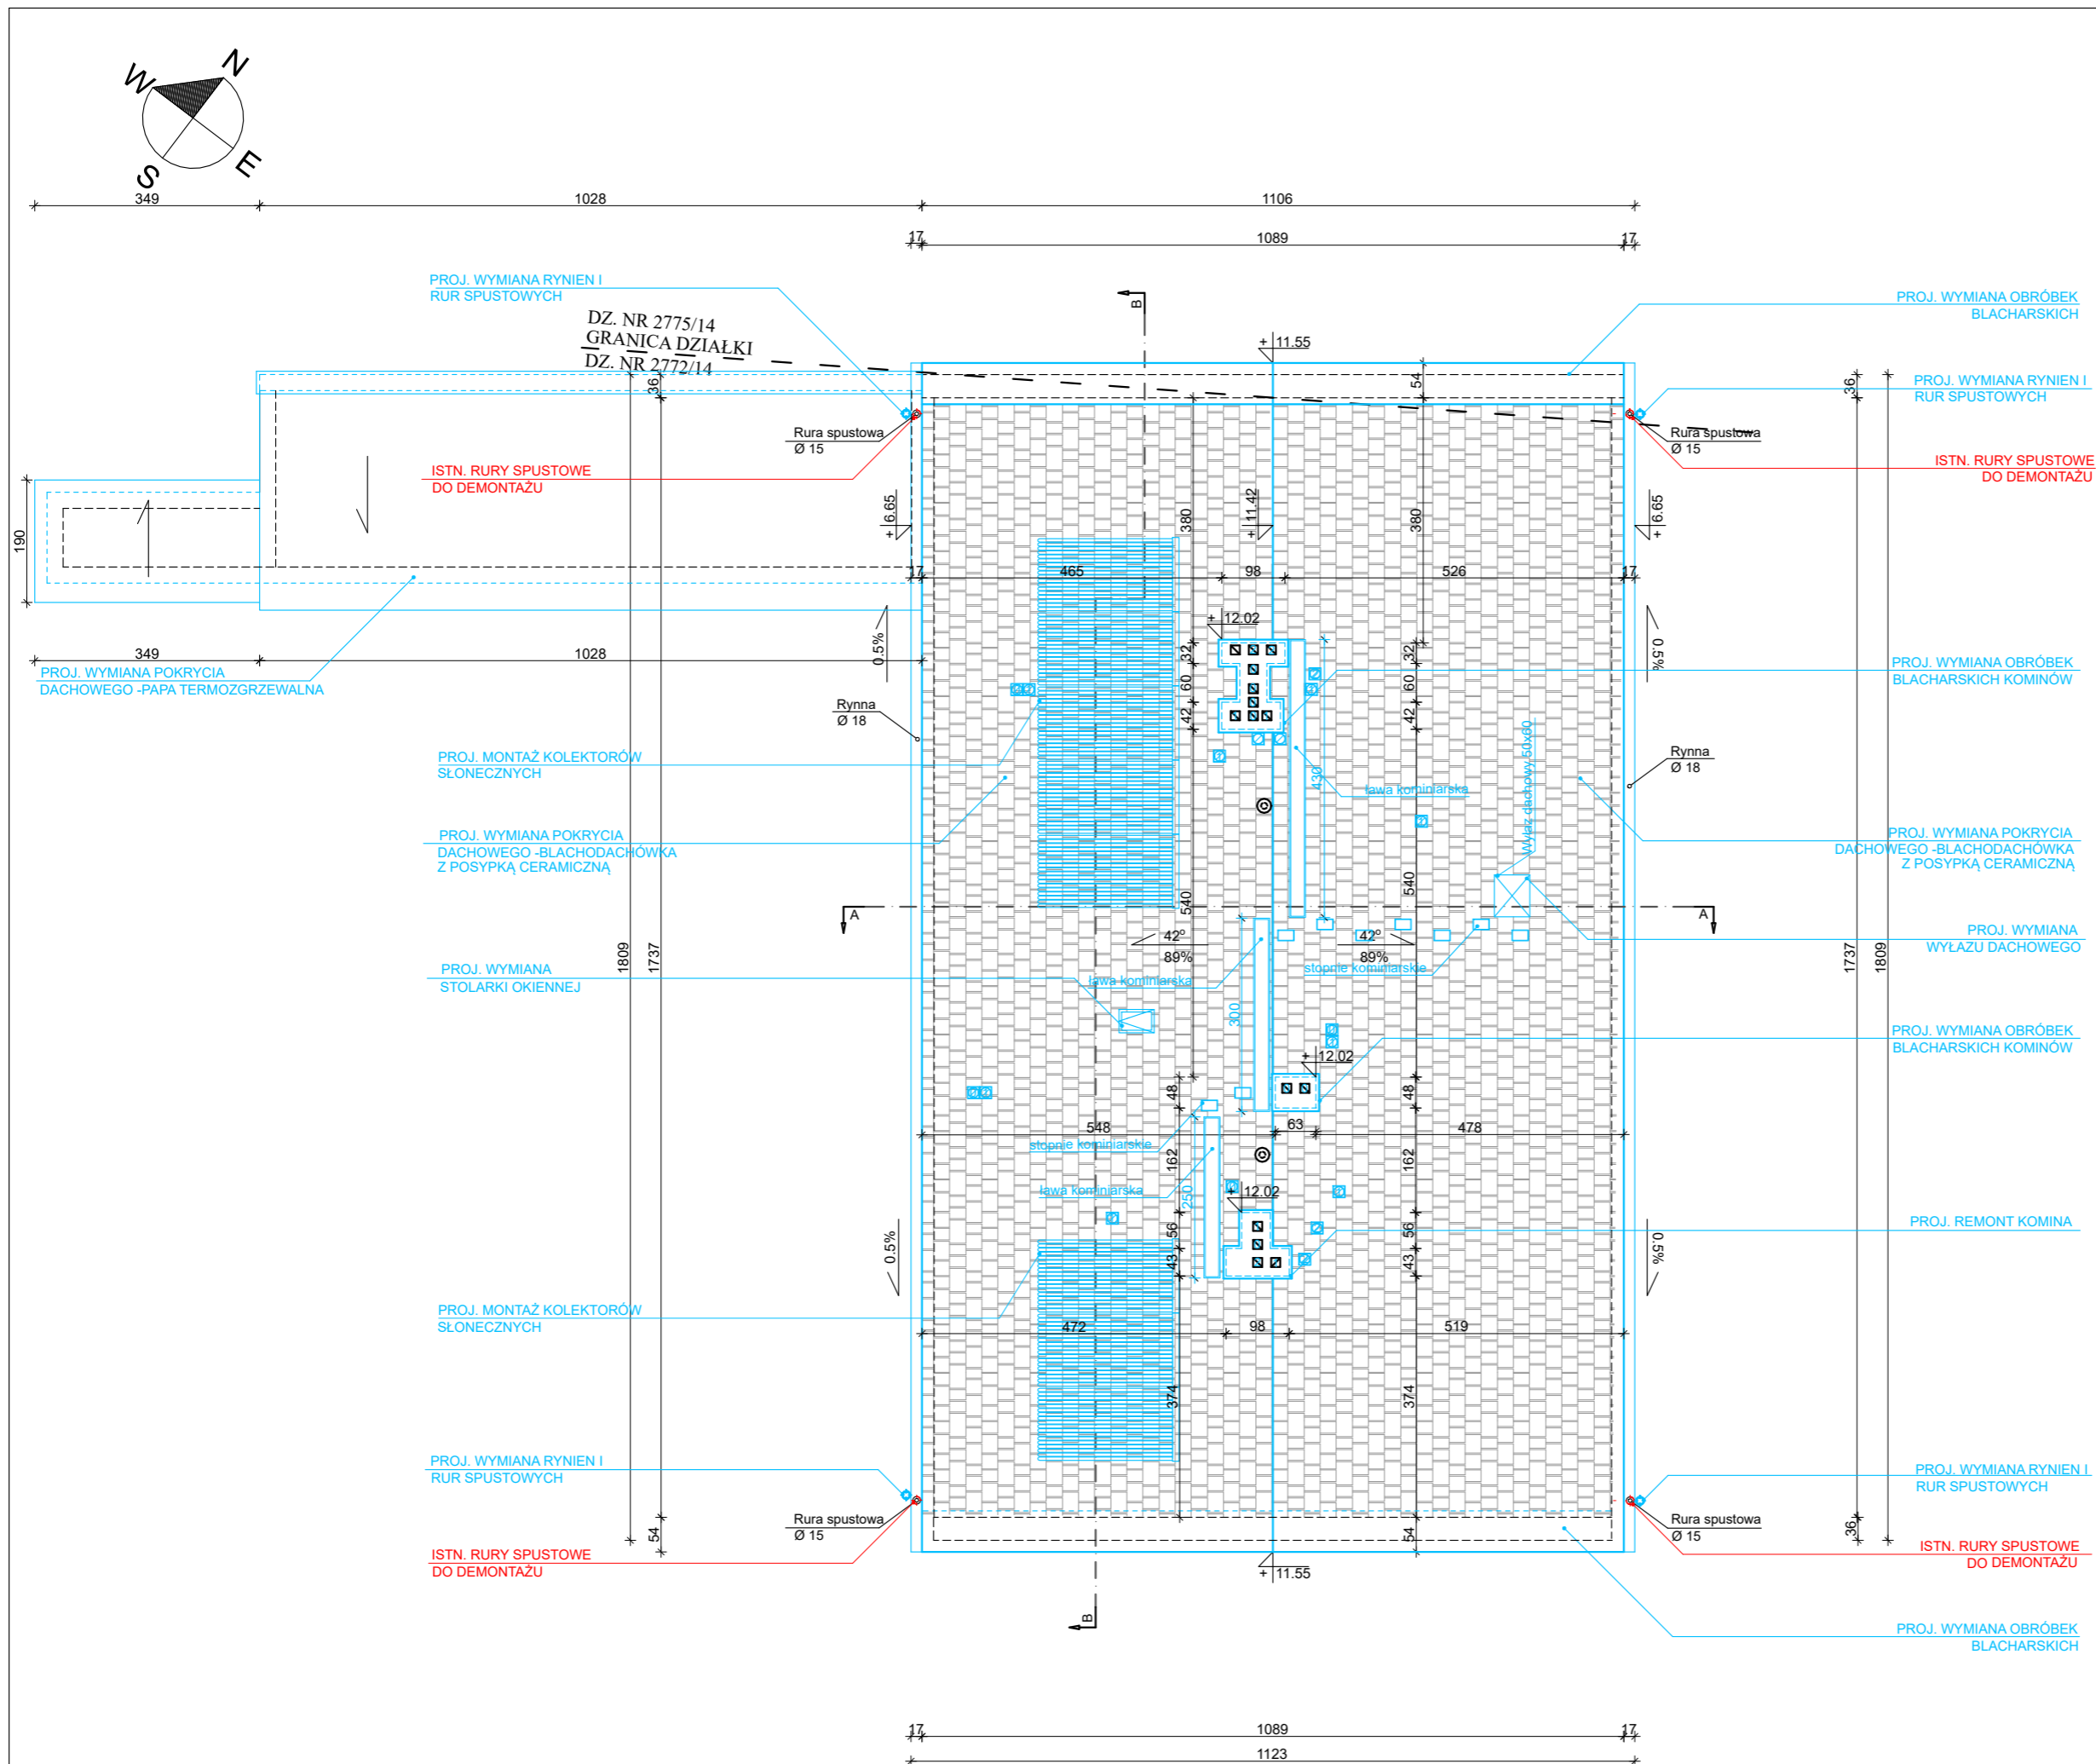 W
N
S
E
349
1028
1106
17
1089
17
PROJ. WYMIANA RYNIEN I
RUR SPUSTOWYCH
DZ. NR 2775/14
GRANICA DZIAŁKI
DZ. NR 2772/14
B
+ 11.55
PROJ. WYMIANA OBRÓBEK
BLACHARSKICH
36
54
36
PROJ. WYMIANA RYNIEN I
RUR SPUSTOWYCH
Rura spustowa
Ø 15
Rura spustowa
Ø 15
ISTN. RURY SPUSTOWE
DO DEMONTAŻU
ISTN. RURY SPUSTOWE
DO DEMONTAŻU
190
+ 6.65
380
+ 11.42
380
+ 6.65
17
465
98
526
17
+ 12.02
0.5%
0.5%
349
1028
32
60
42
32
60
42
PROJ. WYMIANA POKRYCIA
DACHOWEGO -PAPA TERMOZGRZEWALNA
PROJ. WYMIANA OBRÓBEK
BLACHARSKICH KOMINÓW
Rynna
Ø 18
Rynna
Ø 18
PROJ. MONTAŻ KOLEKTORÓW
SŁONECZNYCH
430
ława kominiarska
Wyłaz dachowy 50x60
PROJ. WYMIANA POKRYCIA
DACHOWEGO -BLACHODACHÓWKA
Z POSYPKĄ CERAMICZNĄ
PROJ. WYMIANA POKRYCIA
DACHOWEGO -BLACHODACHÓWKA
Z POSYPKĄ CERAMICZNĄ
540
540
A
A
42°
89%
42°
89%
PROJ. WYMIANA
WYŁAZU DACHOWEGO
1809
1737
1737
1809
PROJ. WYMIANA
STOLARKI OKIENNEJ
ława kominiarska
stopnie kominiarskie
300
PROJ. WYMIANA OBRÓBEK
BLACHARSKICH KOMINÓW
+ 12.02
48
48
548
63
478
stopnie kominiarskie
162
162
ława kominiarska
250
+ 12.02
56
43
56
43
PROJ. REMONT KOMINA
0.5%
0.5%
PROJ. MONTAŻ KOLEKTORÓW
SŁONECZNYCH
472
98
519
374
374
PROJ. WYMIANA RYNIEN I
RUR SPUSTOWYCH
PROJ. WYMIANA RYNIEN I
RUR SPUSTOWYCH
Rura spustowa
Ø 15
Rura spustowa
Ø 15
54
54
36
ISTN. RURY SPUSTOWE
DO DEMONTAŻU
ISTN. RURY SPUSTOWE
DO DEMONTAŻU
+ 11.55
B
PROJ. WYMIANA OBRÓBEK
BLACHARSKICH
17
1089
17
1123